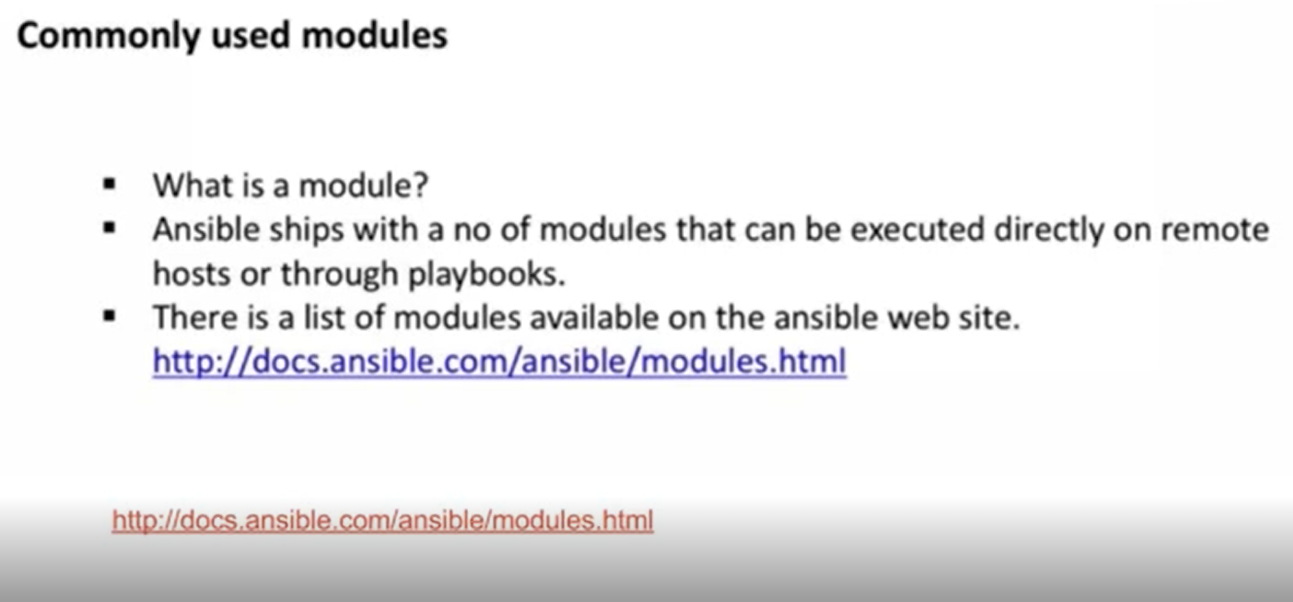 Commonly used modules
▪ What is a module?
▪ Ansible ships with a no of modules that can be executed directly on remote
hosts or through playbooks.
▪ There is a list of modules available on the ansible web site.
http://docs.ansible.com/ansible/modules.html
http://docs.ansible.com/ansible/modules.html